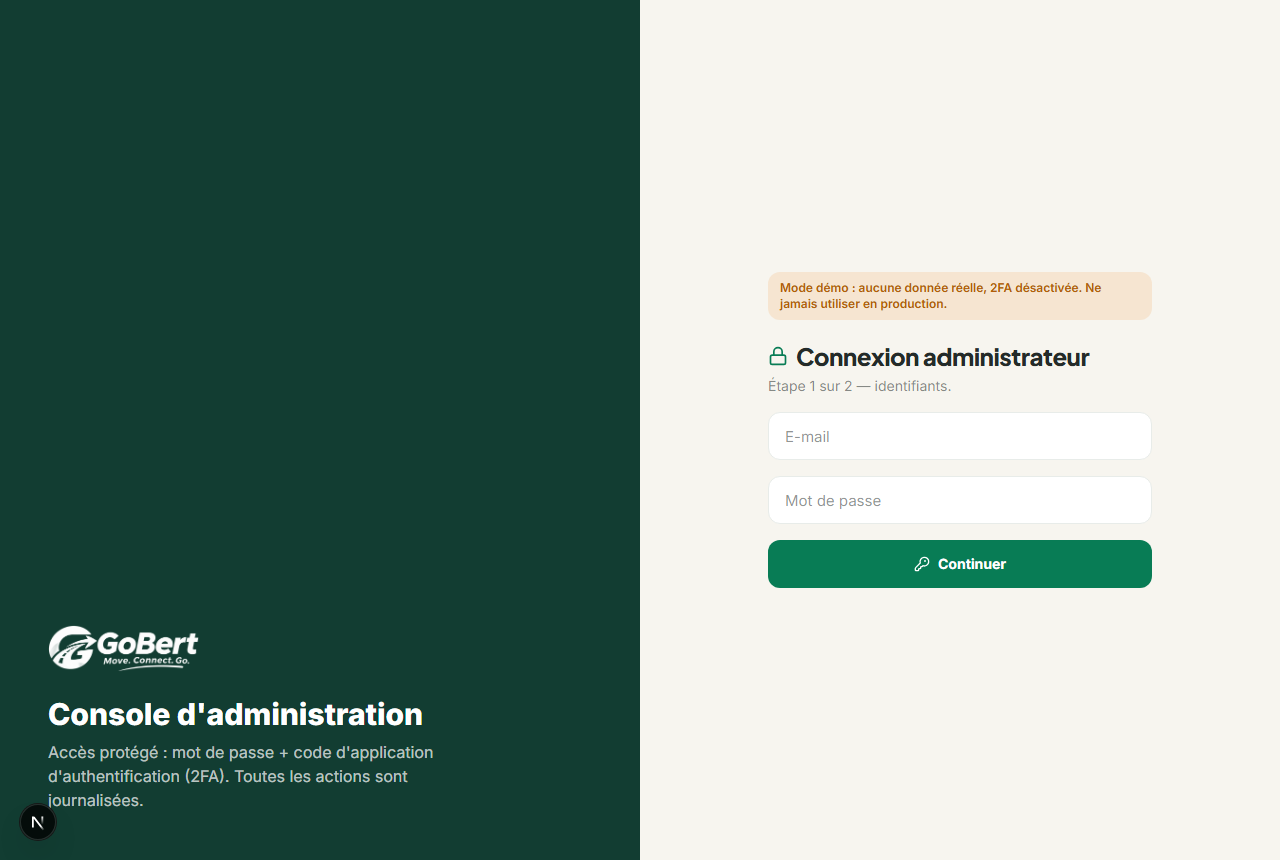 GoBert
Move. Connect. Go.
Console d'administration
Accès protégé : mot de passe + code d'application
d'authentification (2FA). Toutes les actions sont
journalisées.
N
Mode démo : aucune donnée réelle, 2FA désactivée. Ne
jamais utiliser en production.
Connexion administrateur
Étape 1 sur 2 — identifiants.
E-mail
Mot de passe
Continuer